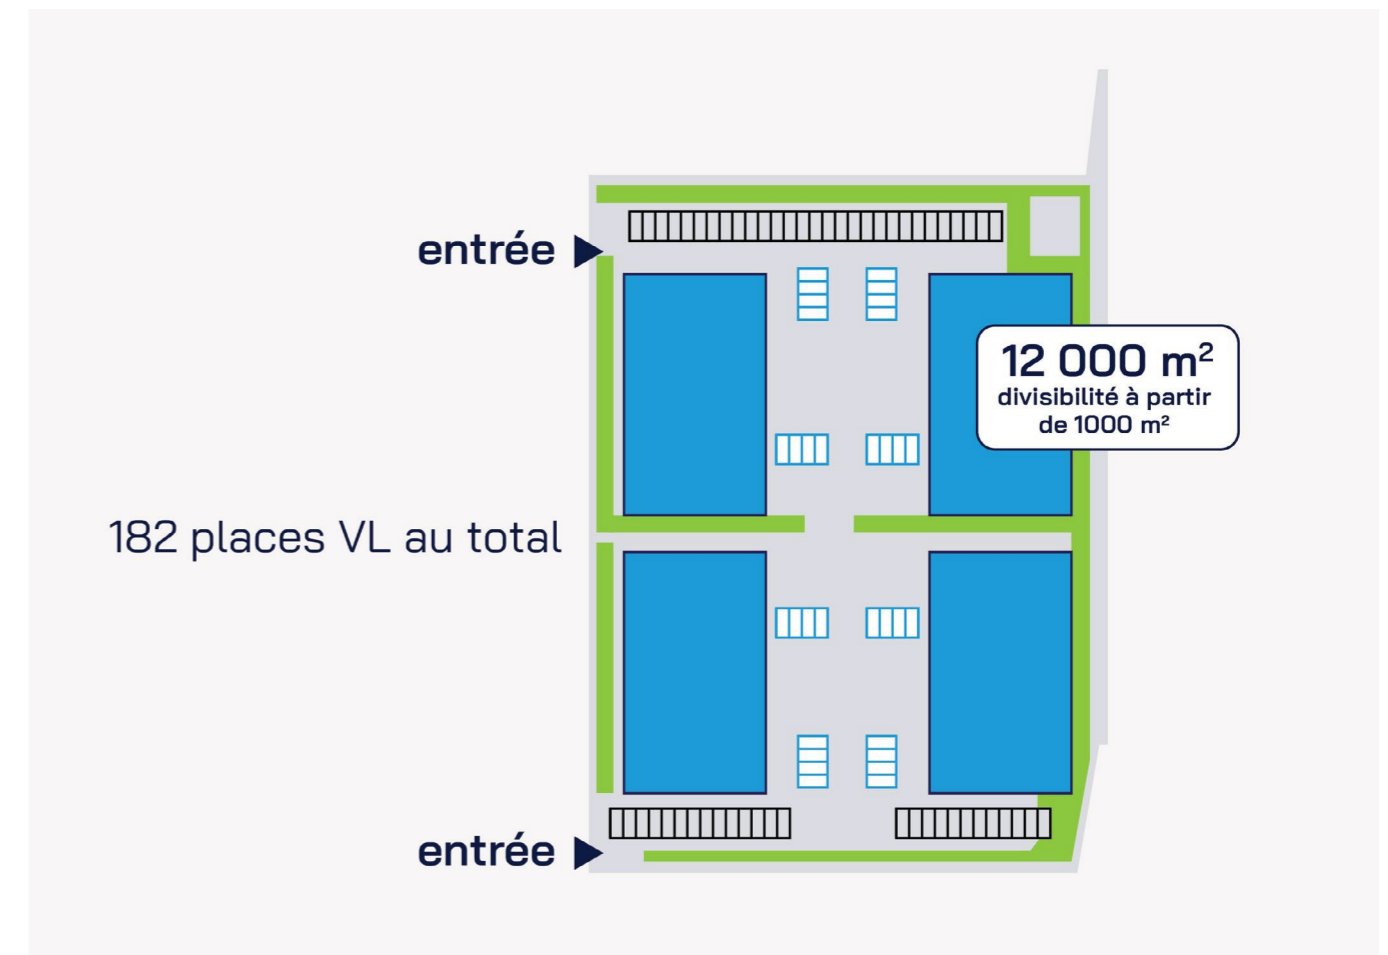 entrée
12 000 m²
divisibilité à partir
de 1000 m²
182 places VL au total
entrée